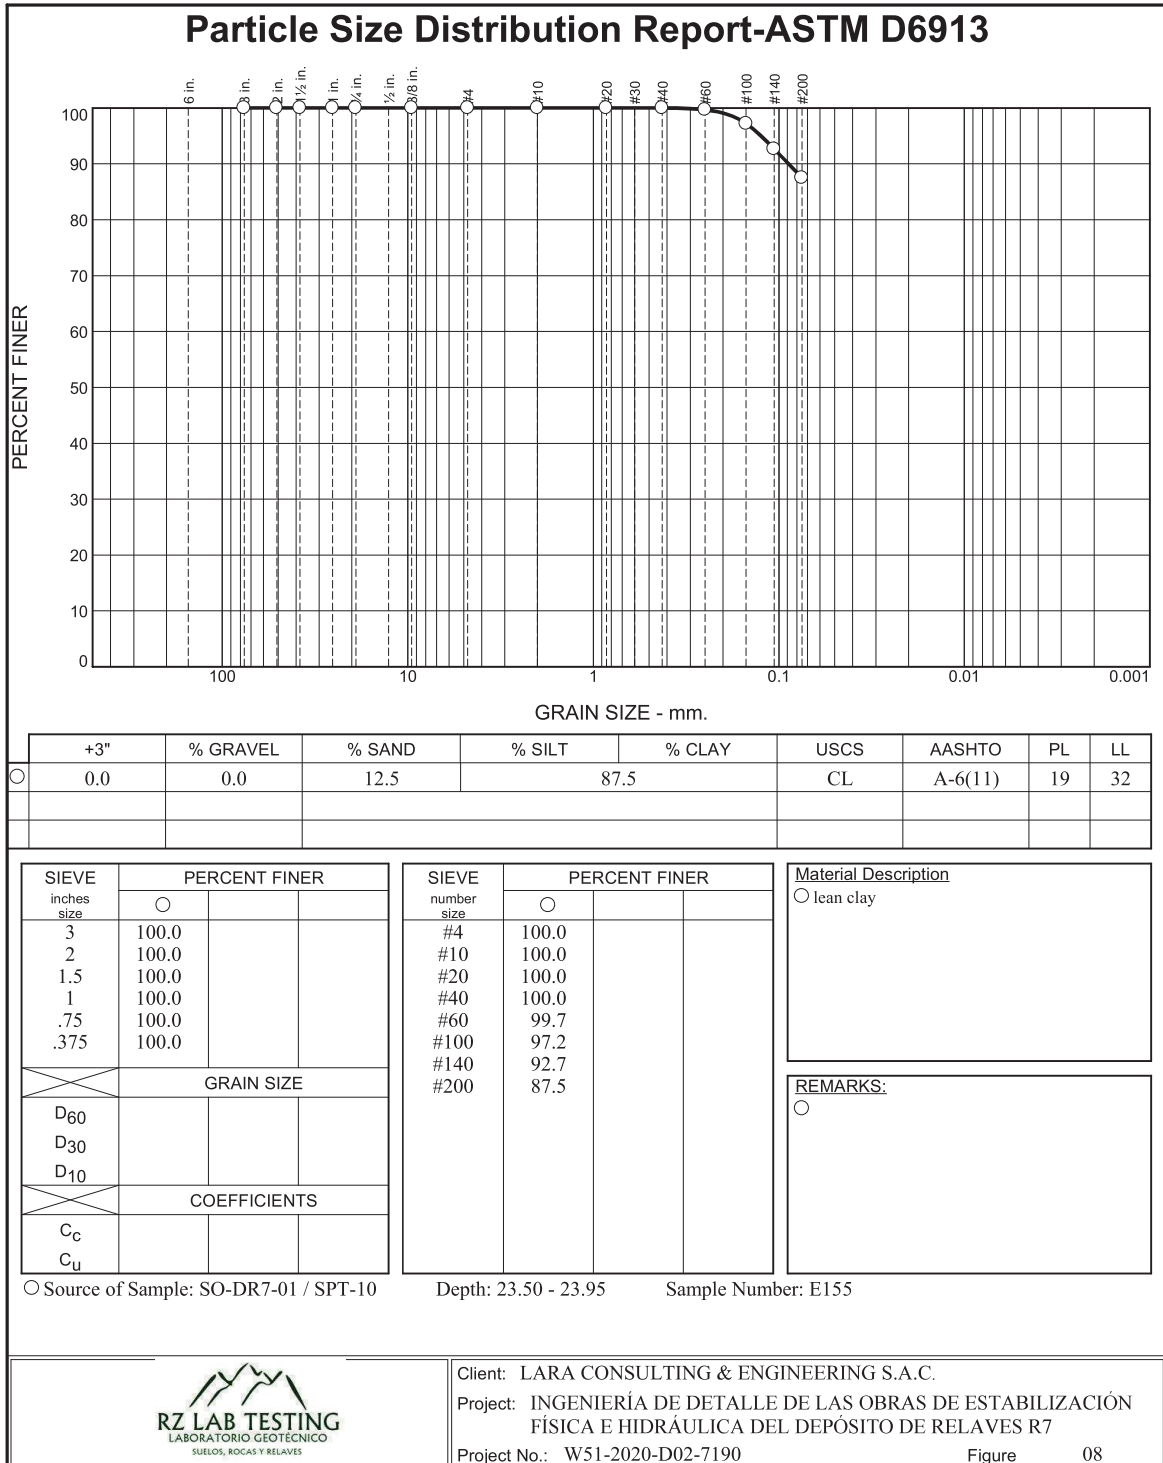 Particle Size Distribution Report-ASTM D6913
6 in.
3 in.
2 in.
1½ in.
1 in.
¾ in.
½ in.
3/8 in.
#4
#10
#20
#30
#40
#60
#100
#140
#200
100
90
80
70
60
50
40
30
20
10
0
PERCENT FINER
100 10 1 0.1 0.01 0.001
GRAIN SIZE - mm.
+3" % GRAVEL % SAND % SILT % CLAY USCS AASHTO PL LL
0.0 0.0 12.5 87.5 CL A-6(11) 19 32
SIEVE PERCENT FINER
inches
size
3 100.0
2 100.0
1.5 100.0
1 100.0
.75 100.0
.375 100.0
GRAIN SIZE
D60
D30
D10
COEFFICIENTS
Cc
Cu
SIEVE PERCENT FINER
number
size
#4 100.0
#10 100.0
#20 100.0
#40 100.0
#60 99.7
#100 97.2
#140 92.7
#200 87.5
Material Description
lean clay
REMARKS:
Source of Sample: SO-DR7-01 / SPT-10 Depth: 23.50 - 23.95 Sample Number: E155
RZ LAB TESTING
LABORATORIO GEOTÉCNICO
SUELOS, ROCAS Y RELAVES
Client: LARA CONSULTING & ENGINEERING S.A.C.
Project: INGENIERÍA DE DETALLE DE LAS OBRAS DE ESTABILIZACIÓN
FÍSICA E HIDRÁULICA DEL DEPÓSITO DE RELAVES R7
Project No.: W51-2020-D02-7190 Figure 08